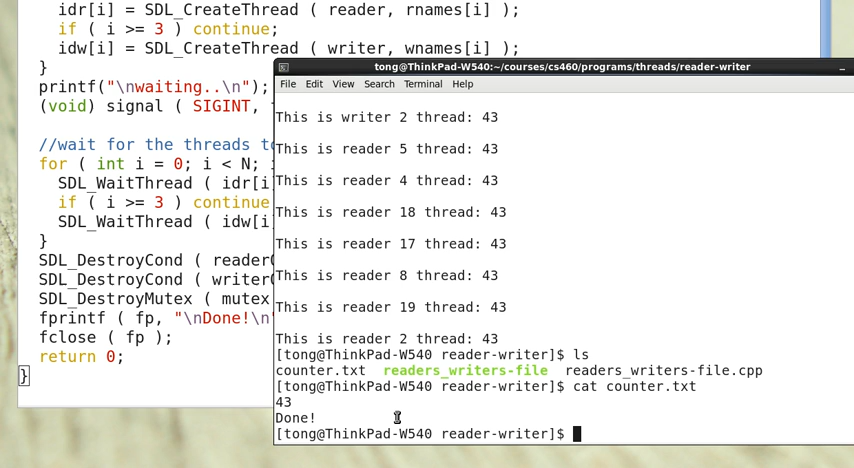 idr[i] = SDL_CreateThread ( reader, rnames[i] );
if ( i >= 3 ) continue;
idw[i] = SDL_CreateThread ( writer, wnames[i] );
}
printf("\nwaiting..\n");
(void) signal ( SIGINT,
//wait for the threads to
for ( int i = 0; i < N;
SDL_WaitThread ( idr[i]
if ( i >= 3 ) continue
SDL_WaitThread ( idw[i]
}
SDL_DestroyCond ( reader
SDL_DestroyCond ( writer
SDL_DestroyMutex ( mutex
fprintf ( fp, "\nDone!\n"
fclose ( fp );
return 0;
}
tong@ThinkPad-W540:~/courses/cs460/programs/threads/reader-writer
File Edit View Search Terminal Help
This is writer 2 thread: 43
This is reader 5 thread: 43
This is reader 4 thread: 43
This is reader 18 thread: 43
This is reader 17 thread: 43
This is reader 8 thread: 43
This is reader 19 thread: 43
This is reader 2 thread: 43
[tong@ThinkPad-W540 reader-writer]$ ls
counter.txt readers_writers-file readers_writers-file.cpp
[tong@ThinkPad-W540 reader-writer]$ cat counter.txt
43
Done!
[tong@ThinkPad-W540 reader-writer]$